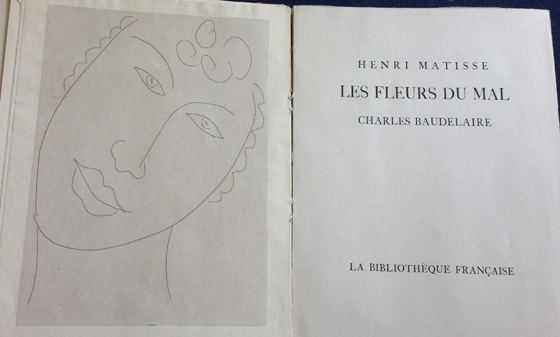 HENRI MATISSE
LES FLEURS DU MAL
CHARLES BAUDELAIRE
LA BIBLIOTHÈQUE FRANÇAISE